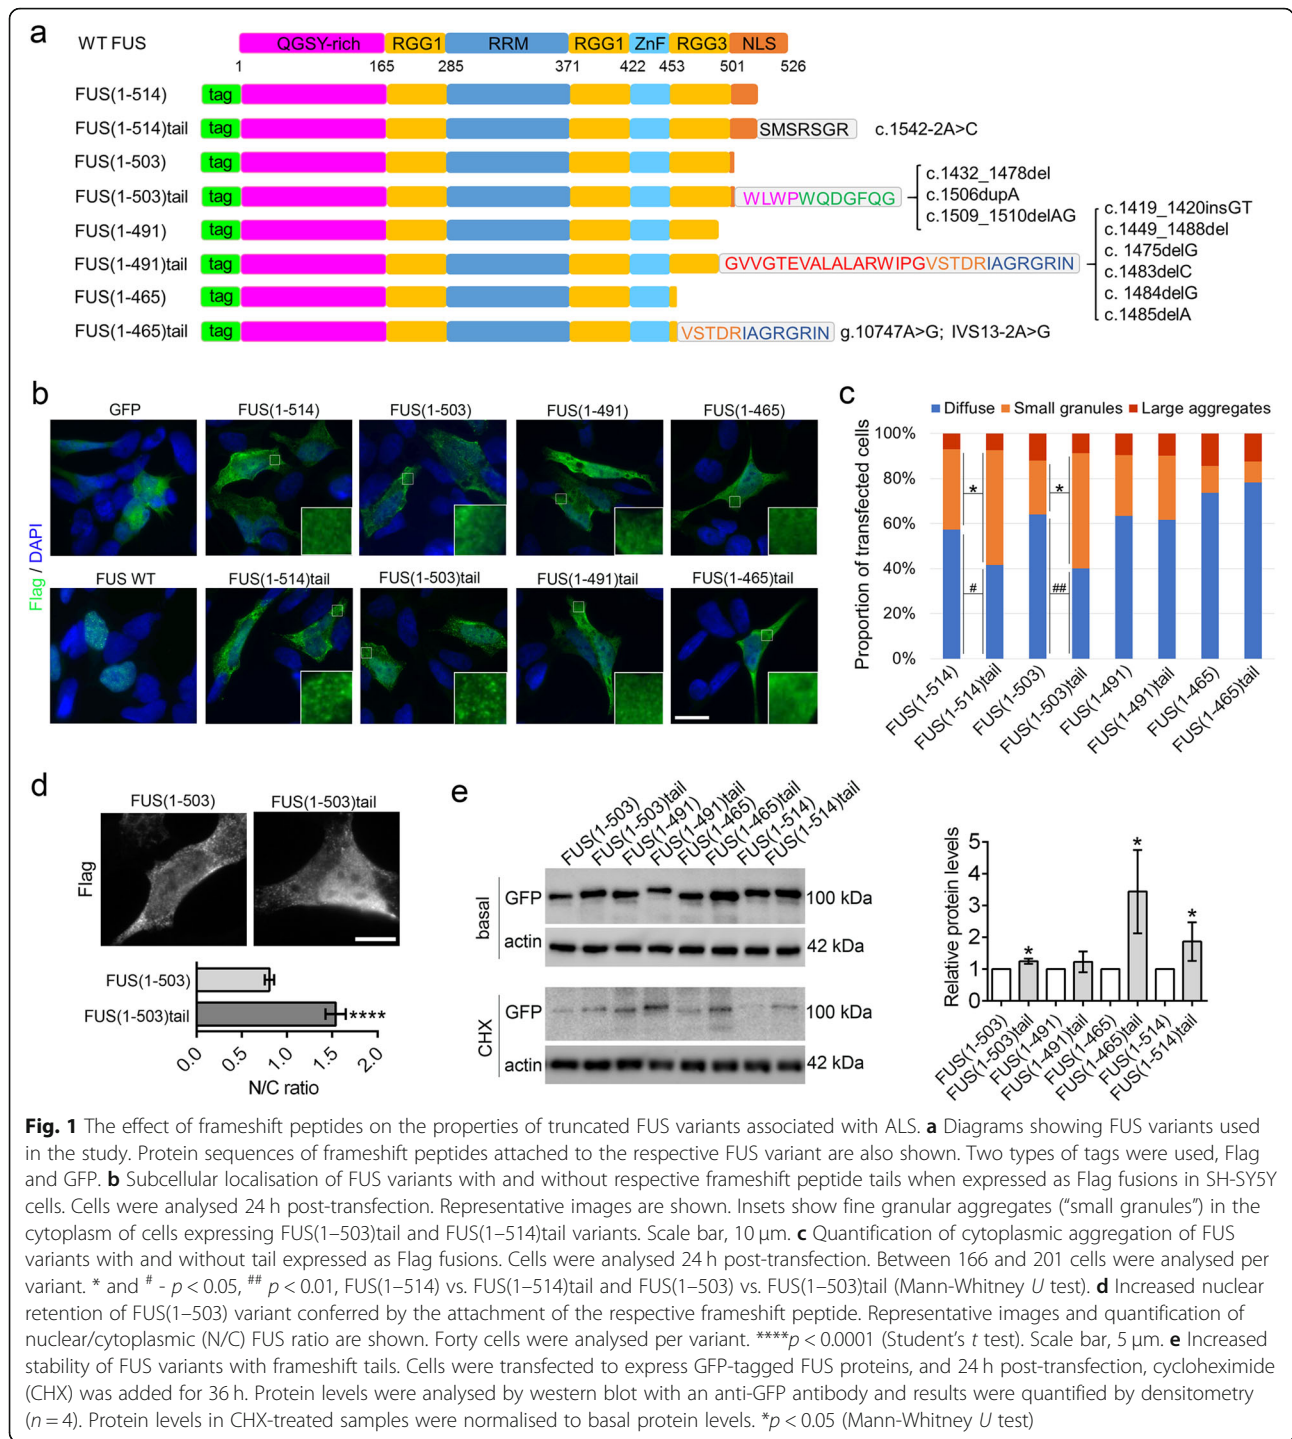 a
WT FUS
QGSY-rich RGG1 RRM RGG1 ZnF RGG3 NLS
1 165 285 371 422 453 501 526
FUS(1-514) tag
FUS(1-514)tail tag SMSRSGR c.1542-2A>C
FUS(1-503) tag
FUS(1-503)tail tag WLWPWQDGFQG
c.1432_1478del
c.1506dupA
c.1509_1510delAG
FUS(1-491) tag
FUS(1-491)tail tag GVVGTEVALALARWIPGVSTDRIAGRGRIN
c.1419_1420insGT
c.1449_1488del
c. 1475delG
c.1483delC
c. 1484delG
c.1485delA
FUS(1-465) tag
FUS(1-465)tail tag VSTDRIAGRGRIN g.10747A>G; IVS13-2A>G
b
Flag / DAPI
GFP FUS(1-514) FUS(1-503) FUS(1-491) FUS(1-465)
FUS WT FUS(1-514)tail FUS(1-503)tail FUS(1-491)tail FUS(1-465)tail
c
Diffuse Small granules Large aggregates
Proportion of transfected cells
100%
80%
60%
40%
20%
0%
* *
# ##
FUS(1-514) FUS(1-514)tail FUS(1-503) FUS(1-503)tail FUS(1-491) FUS(1-491)tail FUS(1-465) FUS(1-465)tail
d
FUS(1-503) FUS(1-503)tail
Flag
FUS(1-503)
FUS(1-503)tail ****
0.0 0.5 1.0 1.5 2.0
N/C ratio
e
FUS(1-503) FUS(1-503)tail FUS(1-491) FUS(1-491)tail FUS(1-465) FUS(1-465)tail FUS(1-514) FUS(1-514)tail
basal
GFP 100 kDa
actin 42 kDa
CHX
GFP 100 kDa
actin 42 kDa
Relative protein levels
5
4
3
2
1
0
* * *
FUS(1-503) FUS(1-503)tail FUS(1-491) FUS(1-491)tail FUS(1-465) FUS(1-465)tail FUS(1-514) FUS(1-514)tail
Fig. 1 The effect of frameshift peptides on the properties of truncated FUS variants associated with ALS. a Diagrams showing FUS variants used
in the study. Protein sequences of frameshift peptides attached to the respective FUS variant are also shown. Two types of tags were used, Flag
and GFP. b Subcellular localisation of FUS variants with and without respective frameshift peptide tails when expressed as Flag fusions in SH-SY5Y
cells. Cells were analysed 24 h post-transfection. Representative images are shown. Insets show fine granular aggregates (“small granules”) in the
cytoplasm of cells expressing FUS(1–503)tail and FUS(1–514)tail variants. Scale bar, 10 μm. c Quantification of cytoplasmic aggregation of FUS
variants with and without tail expressed as Flag fusions. Cells were analysed 24 h post-transfection. Between 166 and 201 cells were analysed per
variant. * and # - p < 0.05, ## p < 0.01, FUS(1–514) vs. FUS(1–514)tail and FUS(1–503) vs. FUS(1–503)tail (Mann-Whitney U test). d Increased nuclear
retention of FUS(1–503) variant conferred by the attachment of the respective frameshift peptide. Representative images and quantification of
nuclear/cytoplasmic (N/C) FUS ratio are shown. Forty cells were analysed per variant. ****p < 0.0001 (Student’s t test). Scale bar, 5 μm. e Increased
stability of FUS variants with frameshift tails. Cells were transfected to express GFP-tagged FUS proteins, and 24 h post-transfection, cycloheximide
(CHX) was added for 36 h. Protein levels were analysed by western blot with an anti-GFP antibody and results were quantified by densitometry
(n = 4). Protein levels in CHX-treated samples were normalised to basal protein levels. *p < 0.05 (Mann-Whitney U test)